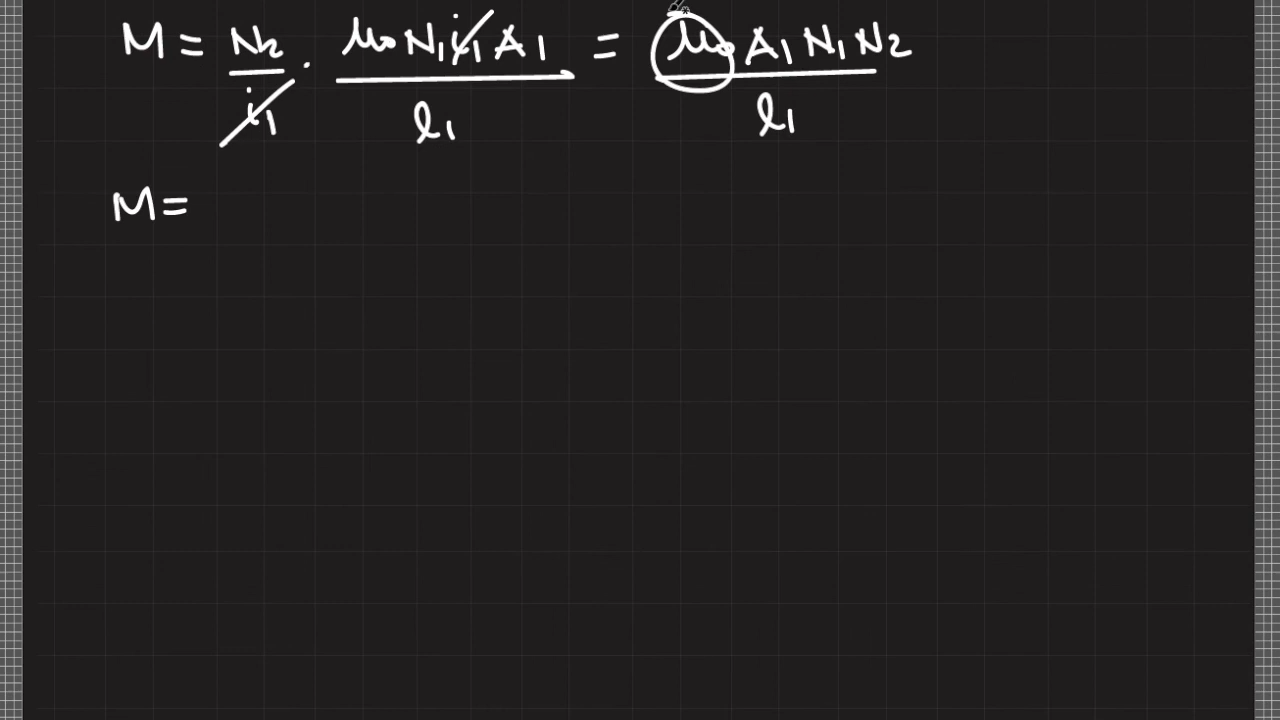 M = N₂/i₁ · μ₀N₁i₁A₁/l₁ = μ₀A₁N₁N₂/l₁
M =